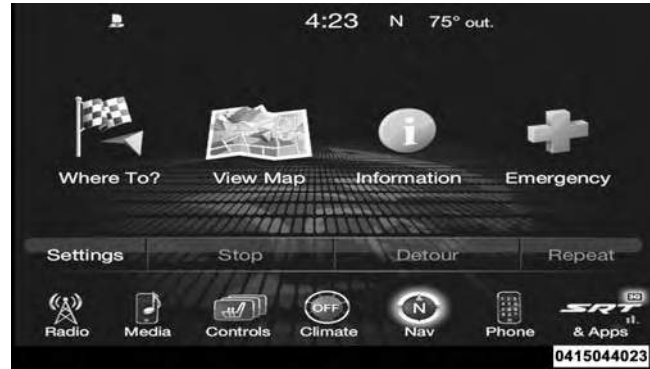 4:23 N 75° out.
Where To? View Map Information Emergency
Settings Stop Detour Repeat
OFF N 3G
SRT
Radio Media Controls Climate Nav Phone & Apps
0415044023